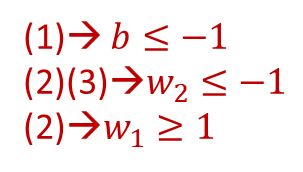 (1)→ b ≤ −1
(2)(3)→w₂ ≤ −1
(2)→w₁ ≥ 1